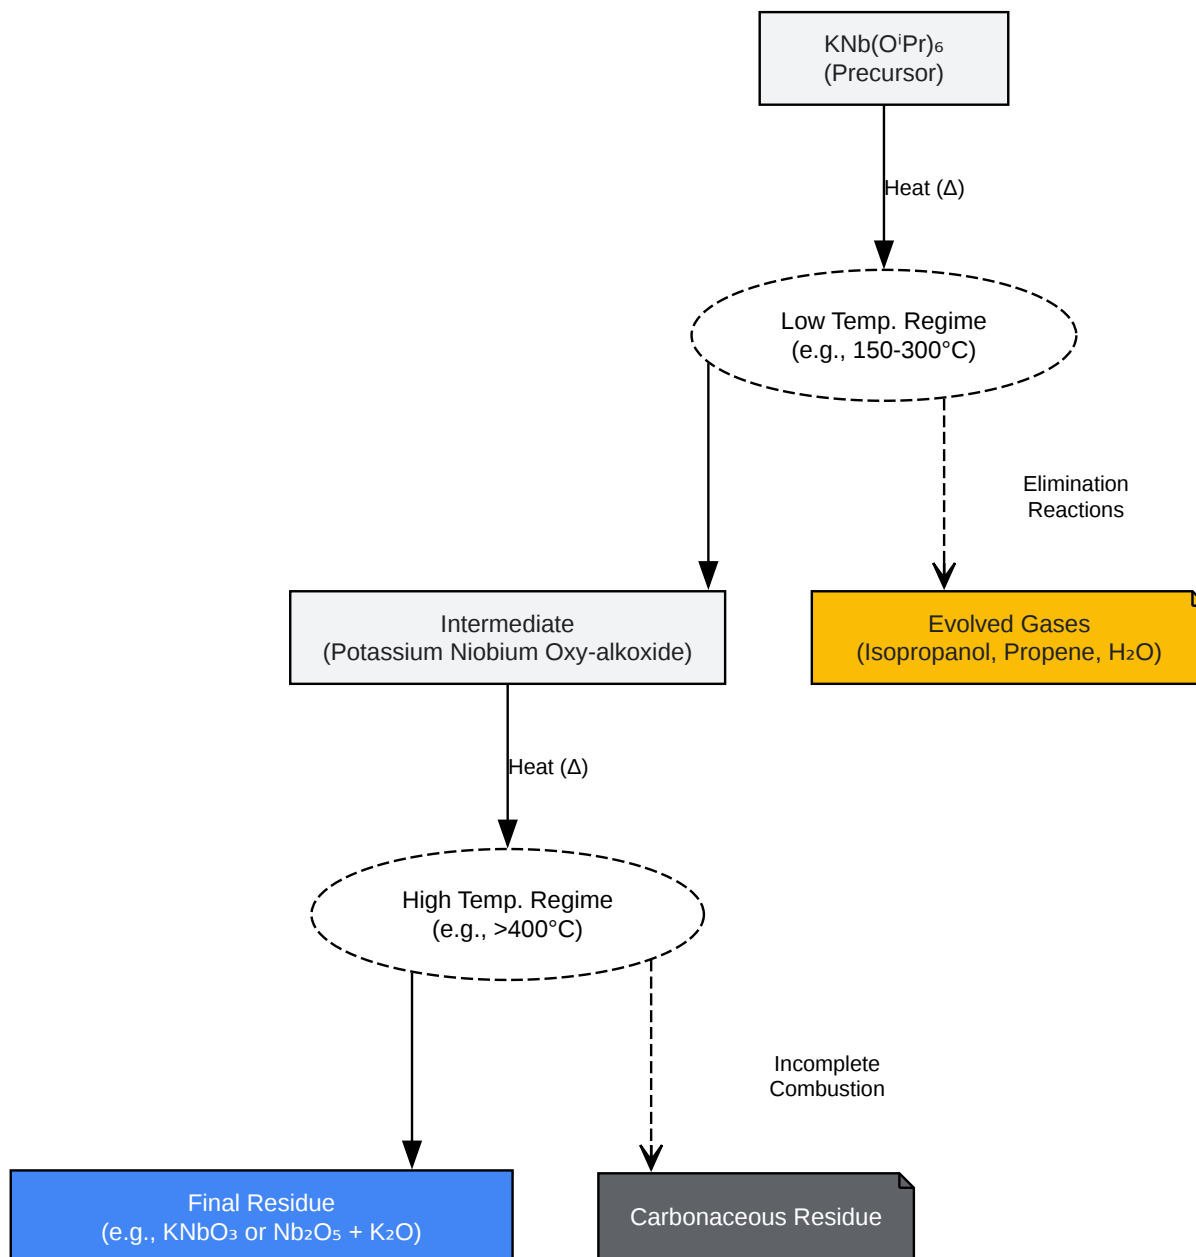 KNb(OⁱPr)₆
(Precursor)
Heat (Δ)
Low Temp. Regime
(e.g., 150-300°C)
Elimination
Reactions
Intermediate
(Potassium Niobium Oxy-alkoxide)
Evolved Gases
(Isopropanol, Propene, H₂O)
Heat (Δ)
High Temp. Regime
(e.g., >400°C)
Incomplete
Combustion
Final Residue
(e.g., KNbO₃ or Nb₂O₅ + K₂O)
Carbonaceous Residue